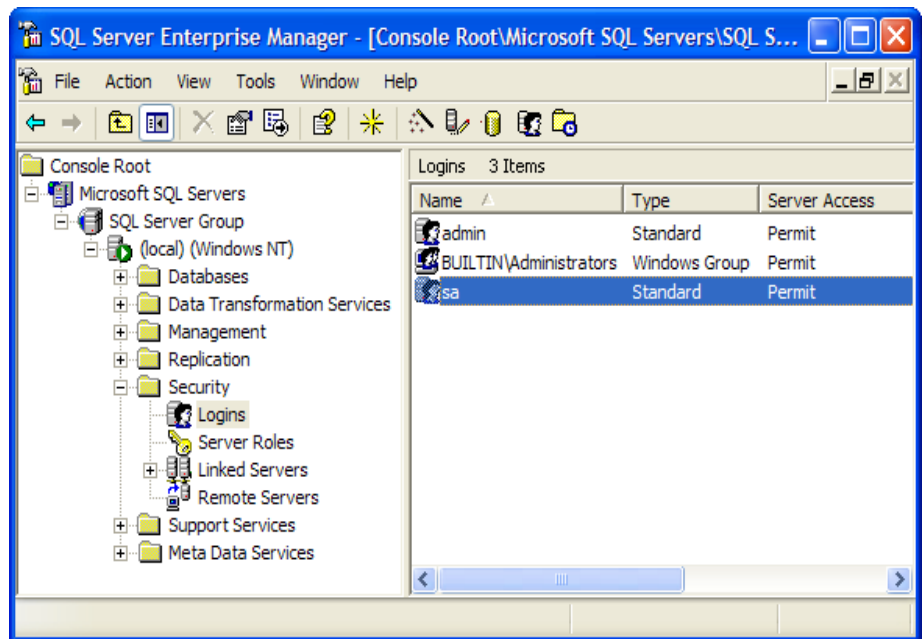 SQL Server Enterprise Manager - [Console Root\Microsoft SQL Servers\SQL S...
File Action View Tools Window Help
Console Root
Microsoft SQL Servers
SQL Server Group
(local) (Windows NT)
Databases
Data Transformation Services
Management
Replication
Security
Logins
Server Roles
Linked Servers
Remote Servers
Support Services
Meta Data Services
Logins 3 Items
Name Type Server Access
admin Standard Permit
BUILTIN\Administrators Windows Group Permit
sa Standard Permit